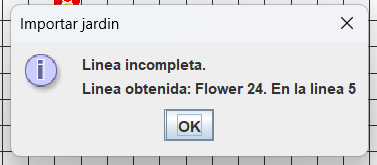 Importar jardin
Linea incompleta.
Linea obtenida: Flower 24. En la linea 5
OK